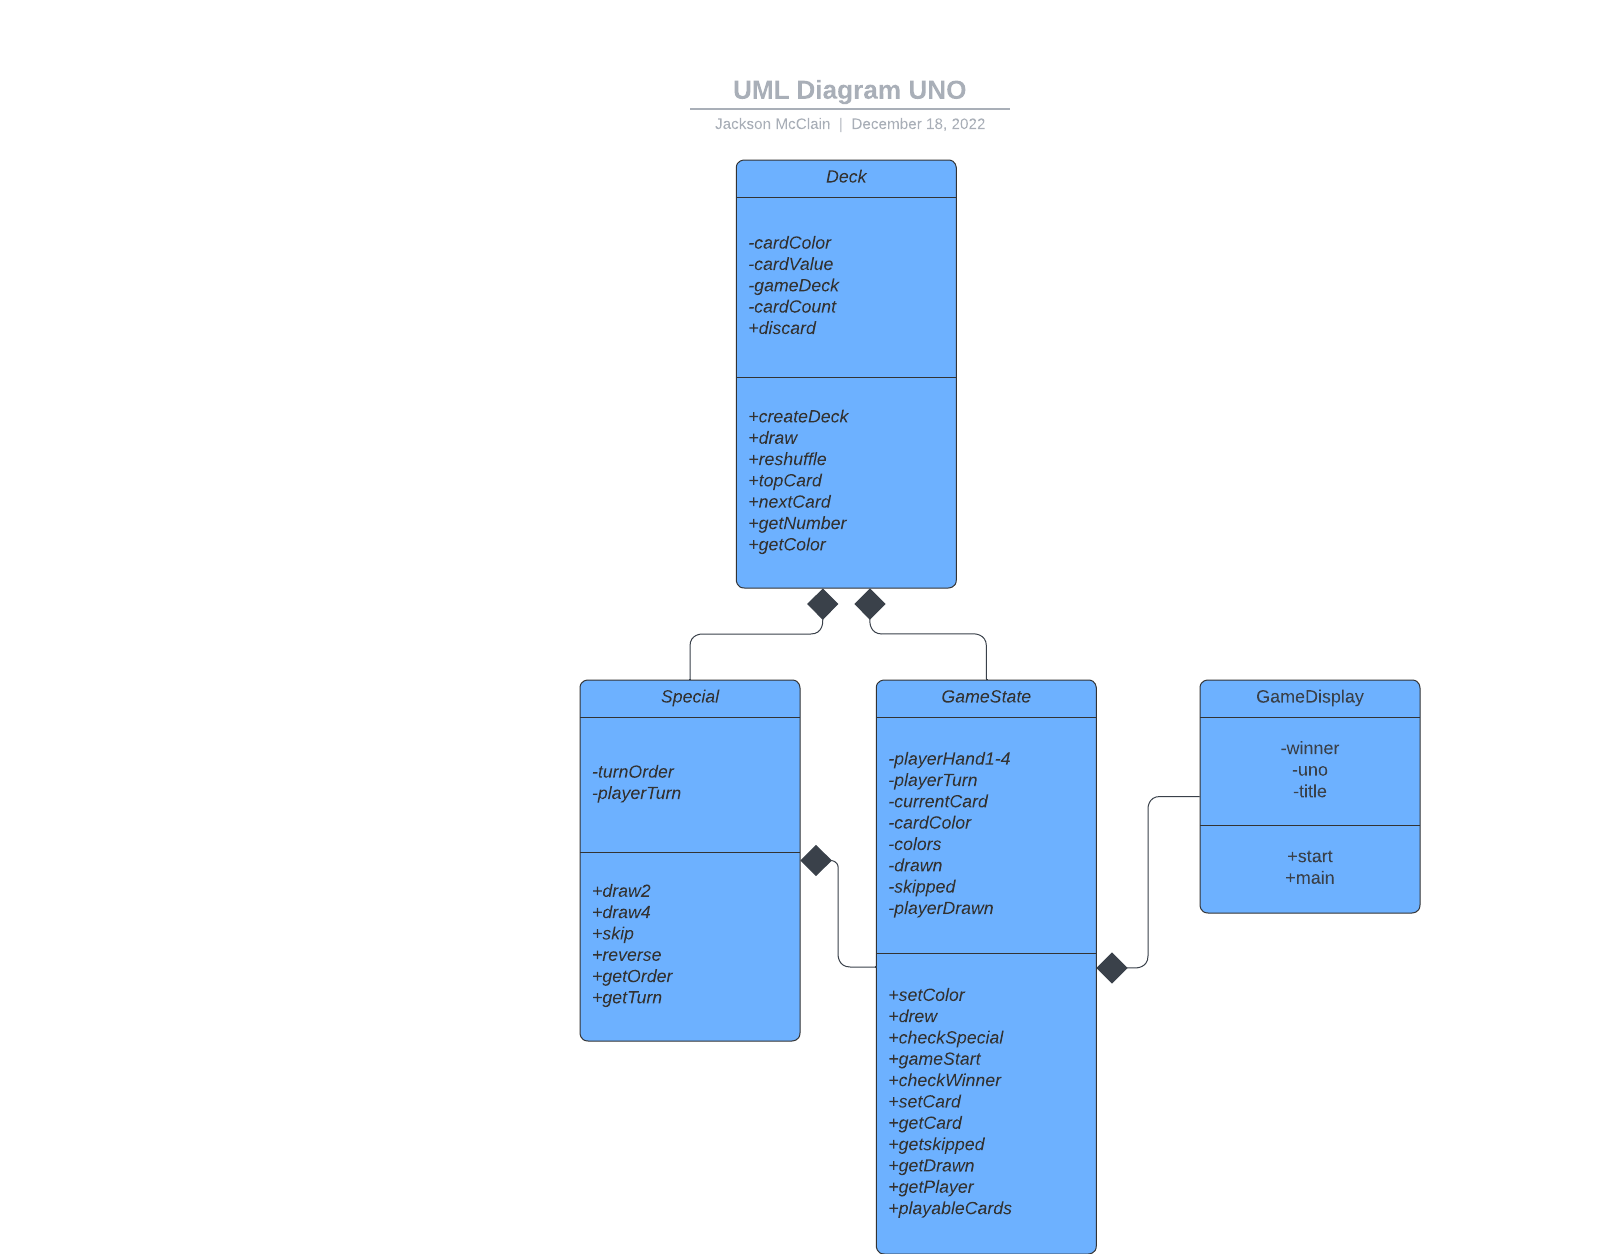 UML Diagram UNO
Jackson McClain | December 18, 2022
Deck
-cardColor
-cardValue
-gameDeck
-cardCount
+discard
+createDeck
+draw
+reshuffle
+topCard
+nextCard
+getNumber
+getColor
Special
-turnOrder
-playerTurn
+draw2
+draw4
+skip
+reverse
+getOrder
+getTurn
GameState
-playerHand1-4
-playerTurn
-currentCard
-cardColor
-colors
-drawn
-skipped
-playerDrawn
+setColor
+drew
+checkSpecial
+gameStart
+checkWinner
+setCard
+getCard
+getskipped
+getDrawn
+getPlayer
+playableCards
GameDisplay
-winner
-uno
-title
+start
+main